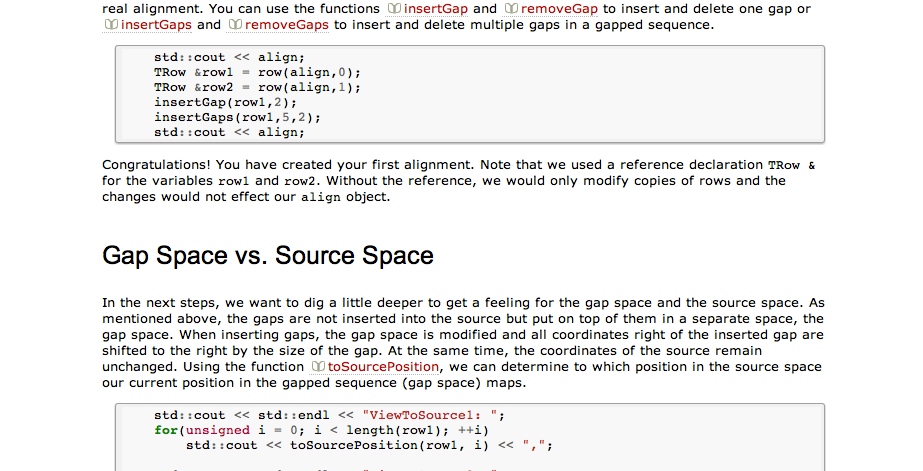 real alignment. You can use the functions insertGap and removeGap to insert and delete one gap or
insertGaps and removeGaps to insert and delete multiple gaps in a gapped sequence.
std::cout << align;
TRow &row1 = row(align,0);
TRow &row2 = row(align,1);
insertGap(row1,2);
insertGaps(row1,5,2);
std::cout << align;
Congratulations! You have created your first alignment. Note that we used a reference declaration TRow &
for the variables row1 and row2. Without the reference, we would only modify copies of rows and the
changes would not effect our align object.
Gap Space vs. Source Space
In the next steps, we want to dig a little deeper to get a feeling for the gap space and the source space. As
mentioned above, the gaps are not inserted into the source but put on top of them in a separate space, the
gap space. When inserting gaps, the gap space is modified and all coordinates right of the inserted gap are
shifted to the right by the size of the gap. At the same time, the coordinates of the source remain
unchanged. Using the function toSourcePosition, we can determine to which position in the source space
our current position in the gapped sequence (gap space) maps.
std::cout << std::endl << "ViewToSource1: ";
for(unsigned i = 0; i < length(row1); ++i)
std::cout << toSourcePosition(row1, i) << ",";